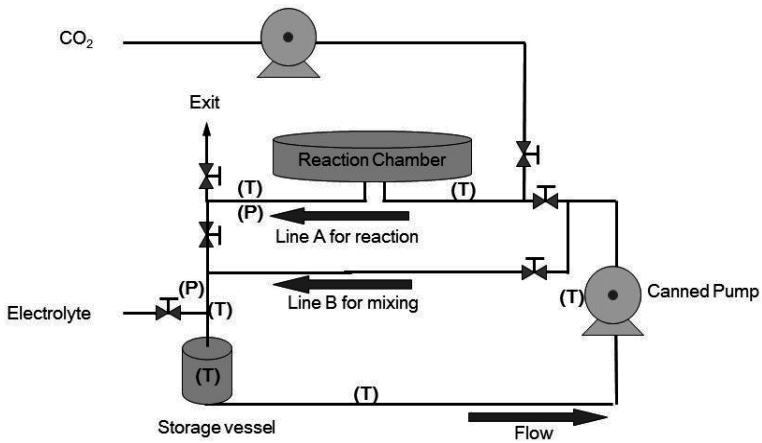 CO₂
Exit
Reaction Chamber
(T)
(T)
(P)
Line A for reaction
(P)
Line B for mixing
(T)
Canned Pump
Electrolyte
(T)
(T)
(T)
Storage vessel
Flow